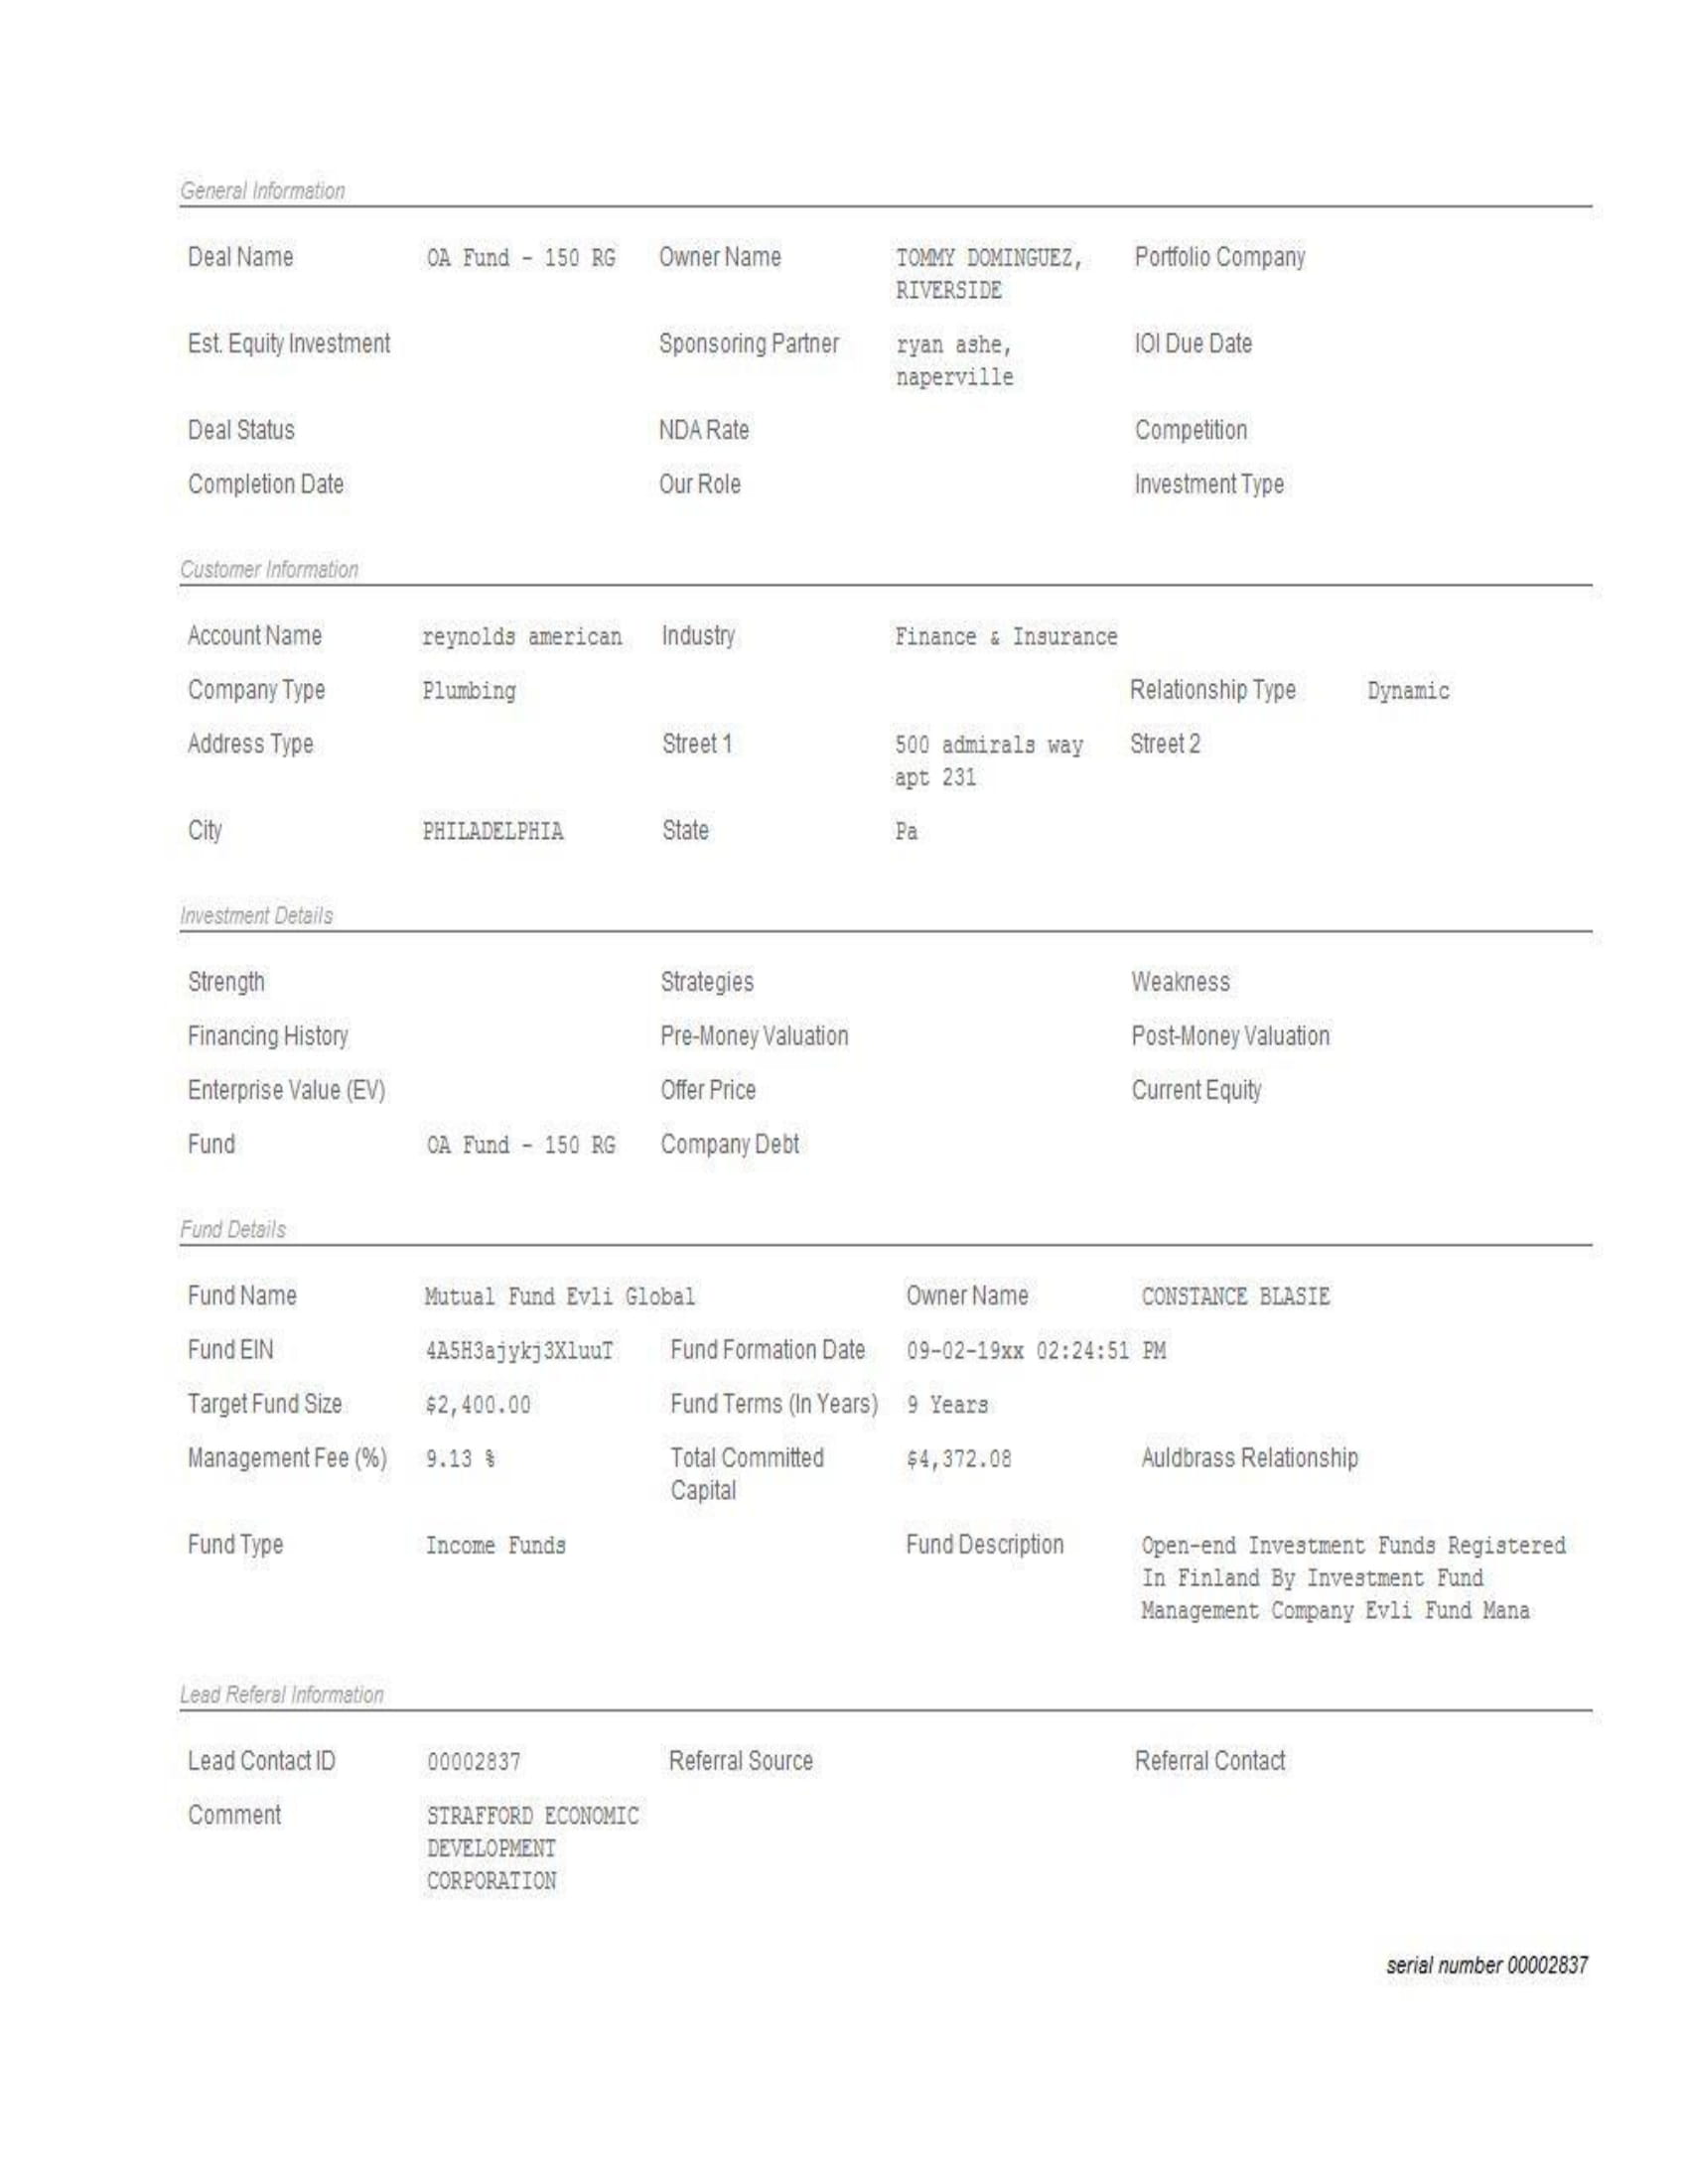 General Information
Deal Name OA Fund - 150 RG Owner Name TOMMY DOMINGUEZ, Portfolio Company
RIVERSIDE
Est. Equity Investment Sponsoring Partner ryan ashe, IOI Due Date
naperville
Deal Status NDA Rate Competition
Completion Date Our Role Investment Type
Customer Information
Account Name reynolds american Industry Finance & Insurance
Company Type Plumbing Relationship Type Dynamic
Address Type Street 1 500 admirals way Street 2
apt 231
City PHILADELPHIA State Pa
Investment Details
Strength Strategies Weakness
Financing History Pre-Money Valuation Post-Money Valuation
Enterprise Value (EV) Offer Price Current Equity
Fund OA Fund - 150 RG Company Debt
Fund Details
Fund Name Mutual Fund Evli Global Owner Name CONSTANCE BLASIE
Fund EIN 4A5H3ajykj3XluuT Fund Formation Date 09-02-19xx 02:24:51 PM
Target Fund Size $2,400.00 Fund Terms (In Years) 9 Years
Management Fee (%) 9.13 % Total Committed $4,372.08 Auldbrass Relationship
Capital
Fund Type Income Funds Fund Description Open-end Investment Funds Registered
In Finland By Investment Fund
Management Company Evli Fund Mana
Lead Referal Information
Lead Contact ID 00002837 Referral Source Referral Contact
Comment STRAFFORD ECONOMIC
DEVELOPMENT
CORPORATION
serial number 00002837